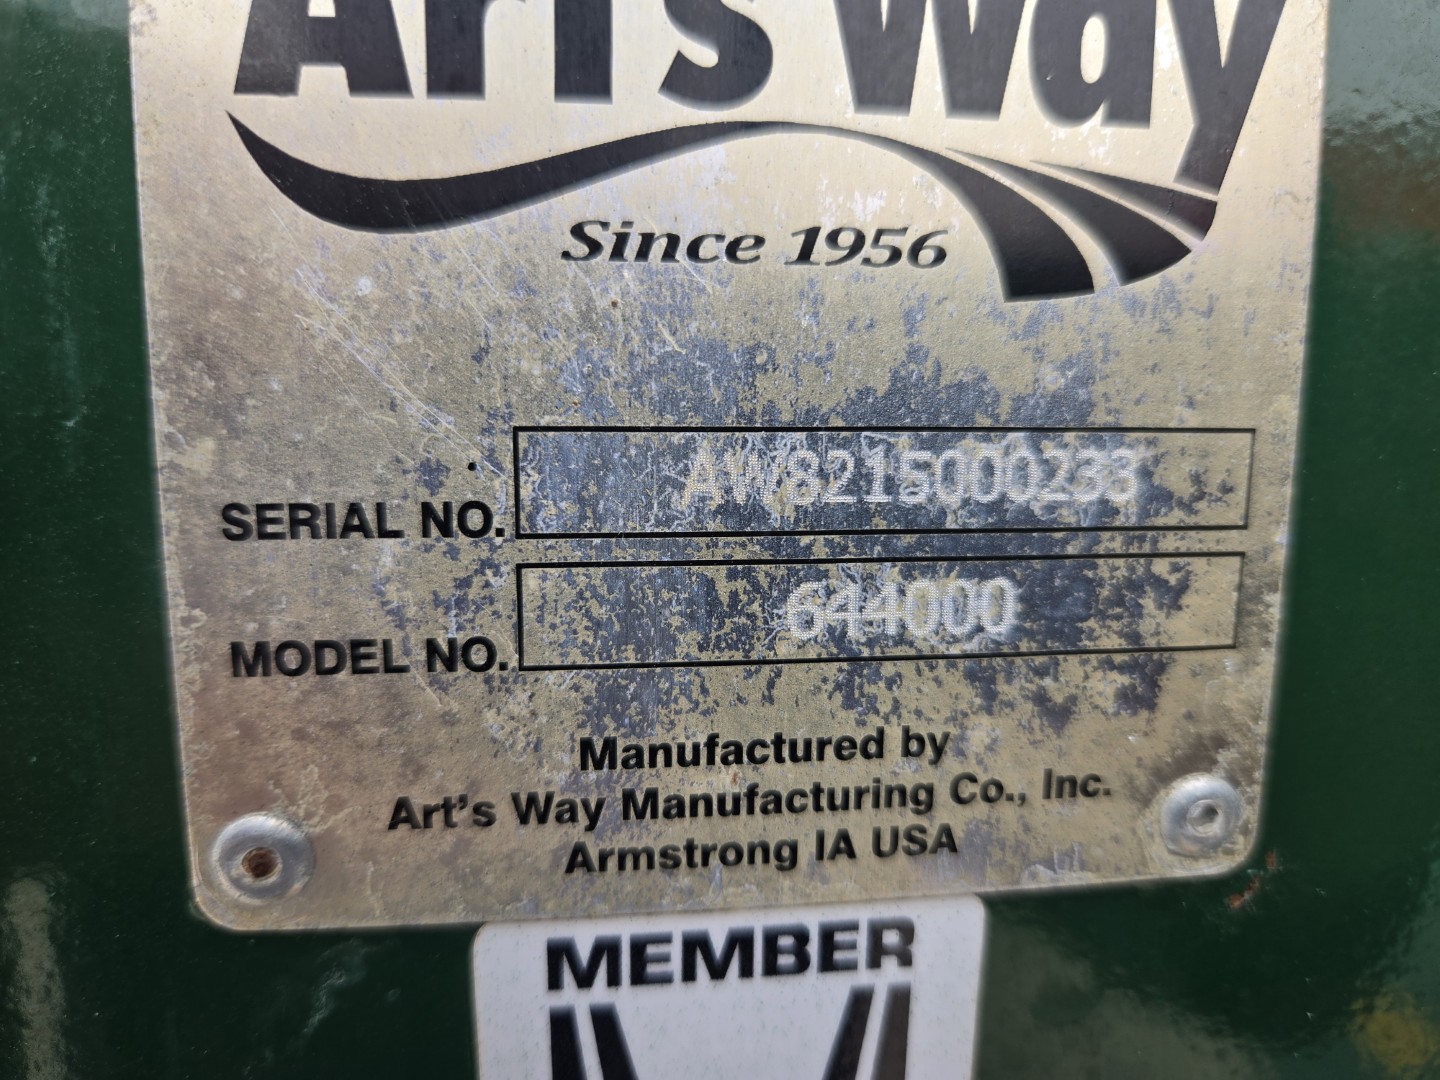 Art's Way
Since 1956
SERIAL NO. AW8215000233
MODEL NO. 644000
Manufactured by
Art's Way Manufacturing Co., Inc.
Armstrong IA USA
MEMBER